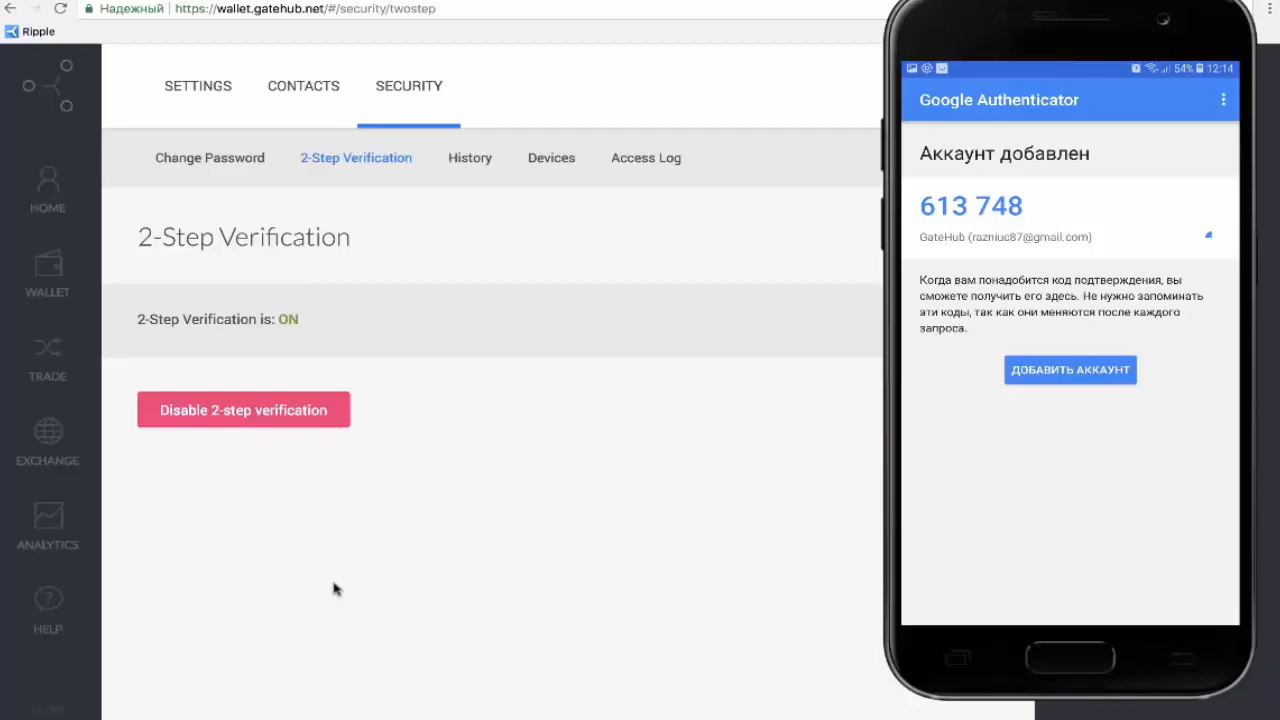 Надежный https://wallet.gatehub.net/#/security/twostep
Ripple
SETTINGS CONTACTS SECURITY
Change Password 2-Step Verification History Devices Access Log
HOME
WALLET
TRADE
EXCHANGE
ANALYTICS
HELP
2-Step Verification
2-Step Verification is: ON
Disable 2-step verification
54% 12:14
Google Authenticator
Аккаунт добавлен
613 748
GateHub (razniuc87@gmail.com)
Когда вам понадобится код подтверждения, вы
сможете получить его здесь. Не нужно запоминать
эти коды, так как они меняются после каждого
запроса.
ДОБАВИТЬ АККАУНТ